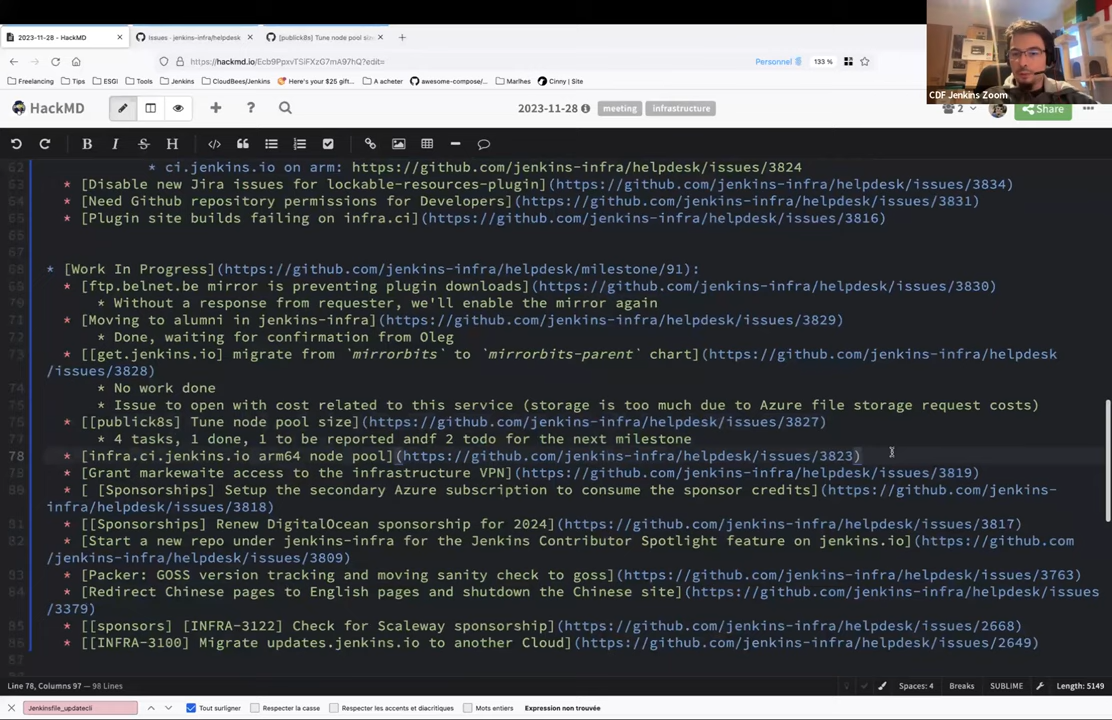 2023-11-28 - HackMD
Issues · jenkins-infra/helpdesk
[publick8s] Tune node pool size
https://hackmd.io/Ecb9PpxvTSiFXzG7mA97hQ?edit=
Personnel
133 %
Freelancing
Tips
ESGI
Tools
Jenkins
CloudBees/Jenkins
Here's your $25 gift...
A acheter
awesome-compose/...
Marlhes
Cinny | Site
CDF Jenkins Zoom
HackMD
2023-11-28
meeting
infrastructure
2
Share
62 * ci.jenkins.io on arm: https://github.com/jenkins-infra/helpdesk/issues/3824
63 * [Disable new Jira issues for lockable-resources-plugin](https://github.com/jenkins-infra/helpdesk/issues/3834)
64 * [Need Github repository permissions for Developers](https://github.com/jenkins-infra/helpdesk/issues/3831)
65 * [Plugin site builds failing on infra.ci](https://github.com/jenkins-infra/helpdesk/issues/3816)
* [Work In Progress](https://github.com/jenkins-infra/helpdesk/milestone/91):
* [ftp.belnet.be mirror is preventing plugin downloads](https://github.com/jenkins-infra/helpdesk/issues/3830)
* Without a response from requester, we'll enable the mirror again
* [Moving to alumni in jenkins-infra](https://github.com/jenkins-infra/helpdesk/issues/3829)
* Done, waiting for confirmation from Oleg
* [[get.jenkins.io] migrate from `mirrorbits` to `mirrorbits-parent` chart](https://github.com/jenkins-infra/helpdesk
/issues/3828)
74 * No work done
* Issue to open with cost related to this service (storage is too much due to Azure file storage request costs)
* [[publick8s] Tune node pool size](https://github.com/jenkins-infra/helpdesk/issues/3827)
* 4 tasks, 1 done, 1 to be reported andf 2 todo for the next milestone
78 * [infra.ci.jenkins.io arm64 node pool](https://github.com/jenkins-infra/helpdesk/issues/3823)
* [Grant markewaite access to the infrastructure VPN](https://github.com/jenkins-infra/helpdesk/issues/3819)
* [ [Sponsorships] Setup the secondary Azure subscription to consume the sponsor credits](https://github.com/jenkins-
infra/helpdesk/issues/3818)
81 * [[Sponsorships] Renew DigitalOcean sponsorship for 2024](https://github.com/jenkins-infra/helpdesk/issues/3817)
82 * [Start a new repo under jenkins-infra for the Jenkins Contributor Spotlight feature on jenkins.io](https://github.com
/jenkins-infra/helpdesk/issues/3809)
* [Packer: GOSS version tracking and moving sanity check to goss](https://github.com/jenkins-infra/helpdesk/issues/3763)
* [Redirect Chinese pages to English pages and shutdown the Chinese site](https://github.com/jenkins-infra/helpdesk/issues
/3379)
85 * [[sponsors] [INFRA-3122] Check for Scaleway sponsorship](https://github.com/jenkins-infra/helpdesk/issues/2668)
* [[INFRA-3100] Migrate updates.jenkins.io to another Cloud](https://github.com/jenkins-infra/helpdesk/issues/2649)
87
Line 78, Columns 97 — 98 Lines
Spaces: 4
Breaks
SUBLIME
Length: 5149
Jenkinsfile_updatecli
Tout surligner
Respecter la casse
Respecter les accents et diacritiques
Mots entiers
Expression non trouvée